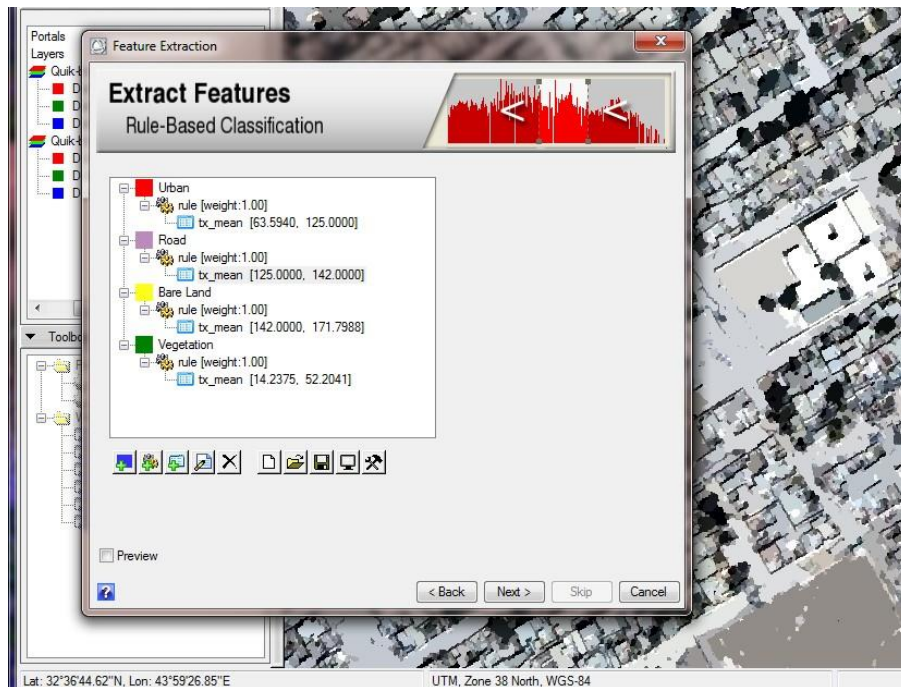 Portals
Layers
Feature Extraction
Extract Features
Rule-Based Classification
Urban
rule [weight:1.00]
tx_mean [63.5940, 125.0000]
Road
rule [weight:1.00]
tx_mean [125.0000, 142.0000]
Bare Land
rule [weight:1.00]
tx_mean [142.0000, 171.7988]
Vegetation
rule [weight:1.00]
tx_mean [14.2375, 52.2041]
Preview
< Back
Next >
Skip
Cancel
Lat: 32°36'44.62"N, Lon: 43°59'26.85"E
UTM, Zone 38 North, WGS-84